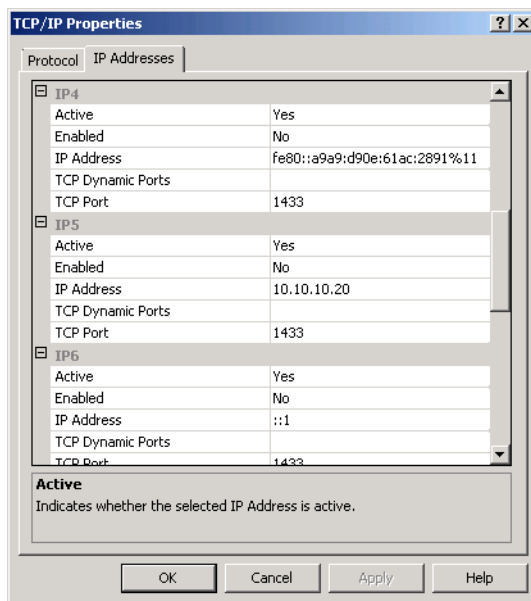 TCP/IP Properties
Protocol IP Addresses
IP4
Active Yes
Enabled No
IP Address fe80::a9a9:d90e:61ac:2891%11
TCP Dynamic Ports
TCP Port 1433
IP5
Active Yes
Enabled No
IP Address 10.10.10.20
TCP Dynamic Ports
TCP Port 1433
IP6
Active Yes
Enabled No
IP Address ::1
TCP Dynamic Ports
TCP Port 1433
Active
Indicates whether the selected IP Address is active.
OK Cancel Apply Help